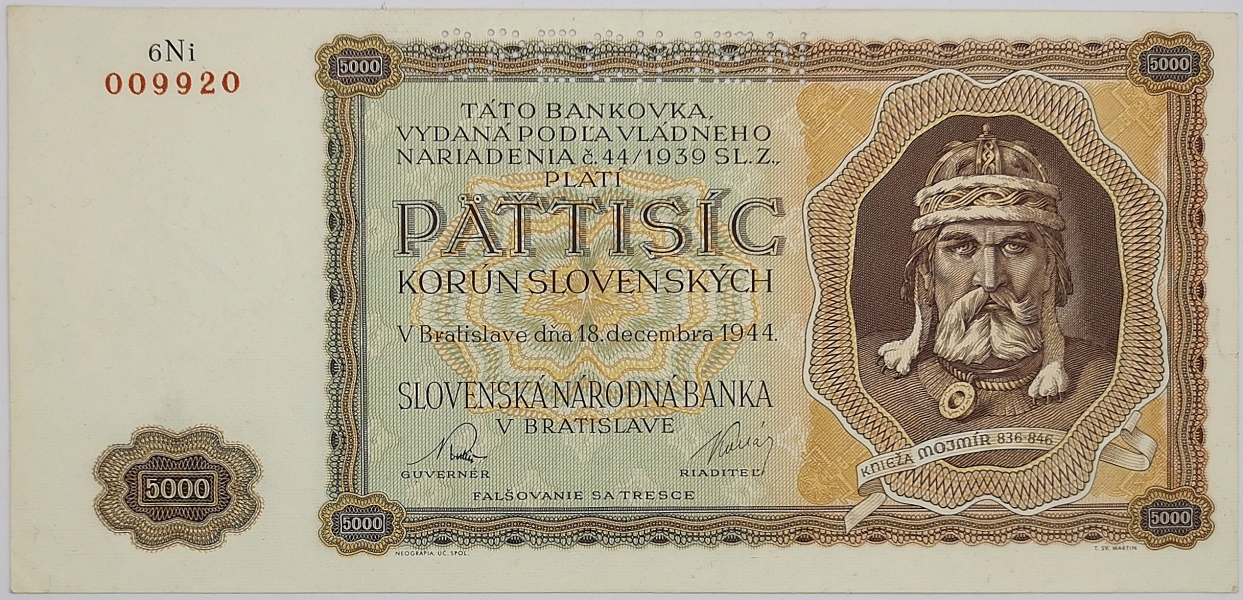 6Ni
009920
5000
5000
TÁTO BANKOVKA,
VYDANÁ PODĽA VLÁDNEHO
NARIADENIA č. 44/1939 SL. Z.,
PLATÍ
PÄŤTISÍC
KORÚN SLOVENSKÝCH
V Bratislave dňa 18. decembra 1944.
SLOVENSKÁ NÁRODNÁ BANKA
V BRATISLAVE
GUVERNÉR
RIADITEĽ
FALŠOVANIE SA TRESCE
KNIEŽA MOJMÍR 836-846
5000
5000
5000
NEOGRAFIA, ÚČ. SPOL.
T. SV. MARTIN